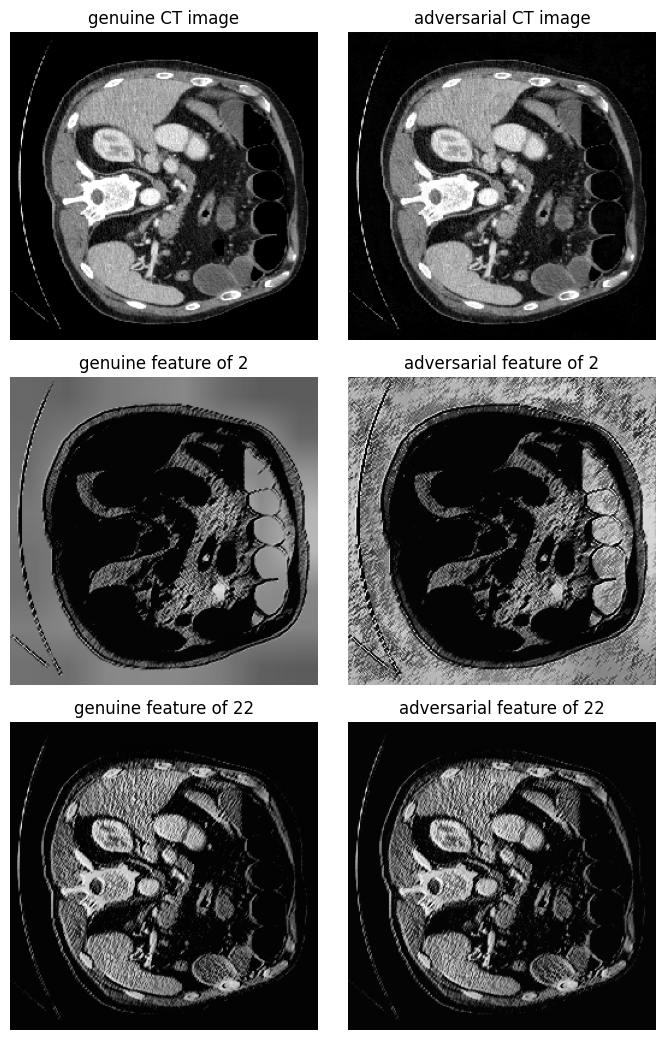 genuine CT image
adversarial CT image
genuine feature of 2
adversarial feature of 2
genuine feature of 22
adversarial feature of 22